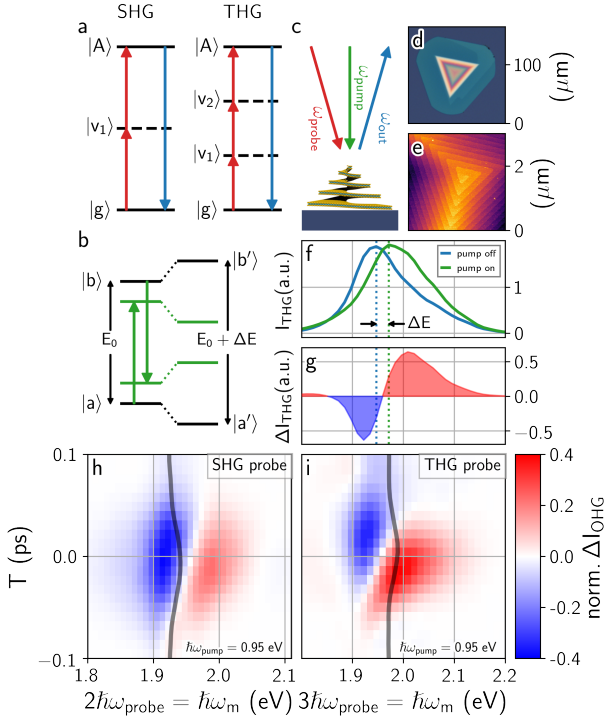 SHG
THG
a
|A⟩
|v₁⟩
|g⟩
|A⟩
|v₂⟩
|v₁⟩
|g⟩
c
ω_probe
ω_pump
ω_out
d
100
0
(μm)
e
2
0
(μm)
b
|b⟩
|b′⟩
E₀
E₀ + ΔE
|a⟩
|a′⟩
f
pump off
pump on
I_THG(a.u.)
1
0
ΔE
g
ΔI_THG(a.u.)
0.5
0.0
−0.5
h
SHG probe
T (ps)
0.1
0.0
−0.1
ħω_pump = 0.95 eV
1.8
1.9
2.0
2.1
2ħω_probe = ħω_m (eV)
i
THG probe
ħω_pump = 0.95 eV
1.9
2.0
2.1
2.2
3ħω_probe = ħω_m (eV)
0.4
0.2
0.0
−0.2
−0.4
norm. ΔI_OHG